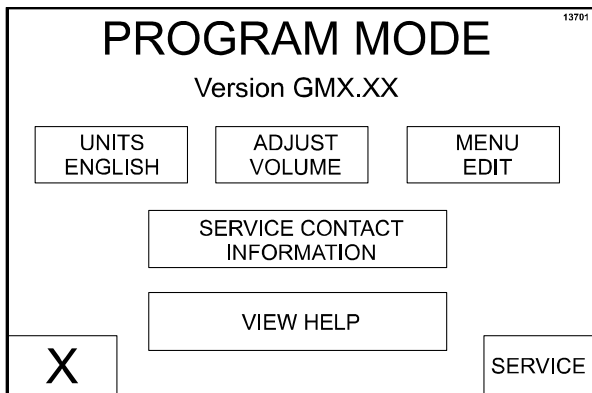 13701
PROGRAM MODE
Version GMX.XX
UNITS
ENGLISH
ADJUST
VOLUME
MENU
EDIT
SERVICE CONTACT
INFORMATION
VIEW HELP
X
SERVICE